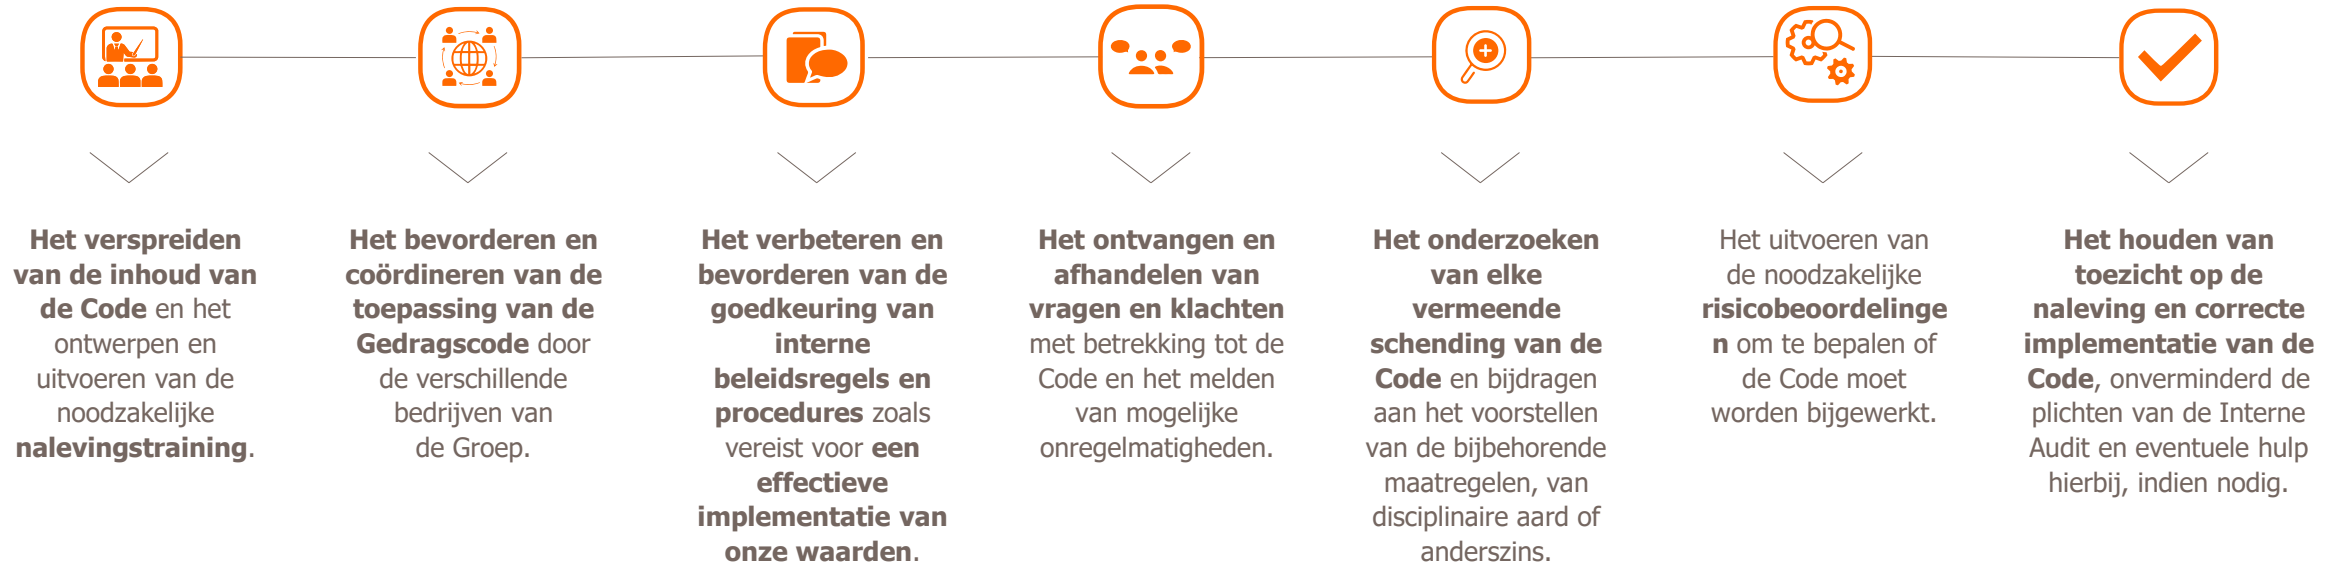 Het verspreiden
van de inhoud van
de Code en het
ontwerpen en
uitvoeren van de
noodzakelijke
nalevingstraining.
Het bevorderen en
coördineren van de
toepassing van de
Gedragscode door
de verschillende
bedrijven van
de Groep.
Het verbeteren en
bevorderen van de
goedkeuring van
interne
beleidsregels en
procedures zoals
vereist voor een
effectieve
implementatie van
onze waarden.
Het ontvangen en
afhandelen van
vragen en klachten
met betrekking tot de
Code en het melden
van mogelijke
onregelmatigheden.
Het onderzoeken
van elke
vermeende
schending van de
Code en bijdragen
aan het voorstellen
van de bijbehorende
maatregelen, van
disciplinaire aard of
anderszins.
Het uitvoeren van
de noodzakelijke
risicobeoordelinge
n om te bepalen of
de Code moet
worden bijgewerkt.
Het houden van
toezicht op de
naleving en correcte
implementatie van de
Code, onverminderd de
plichten van de Interne
Audit en eventuele hulp
hierbij, indien nodig.